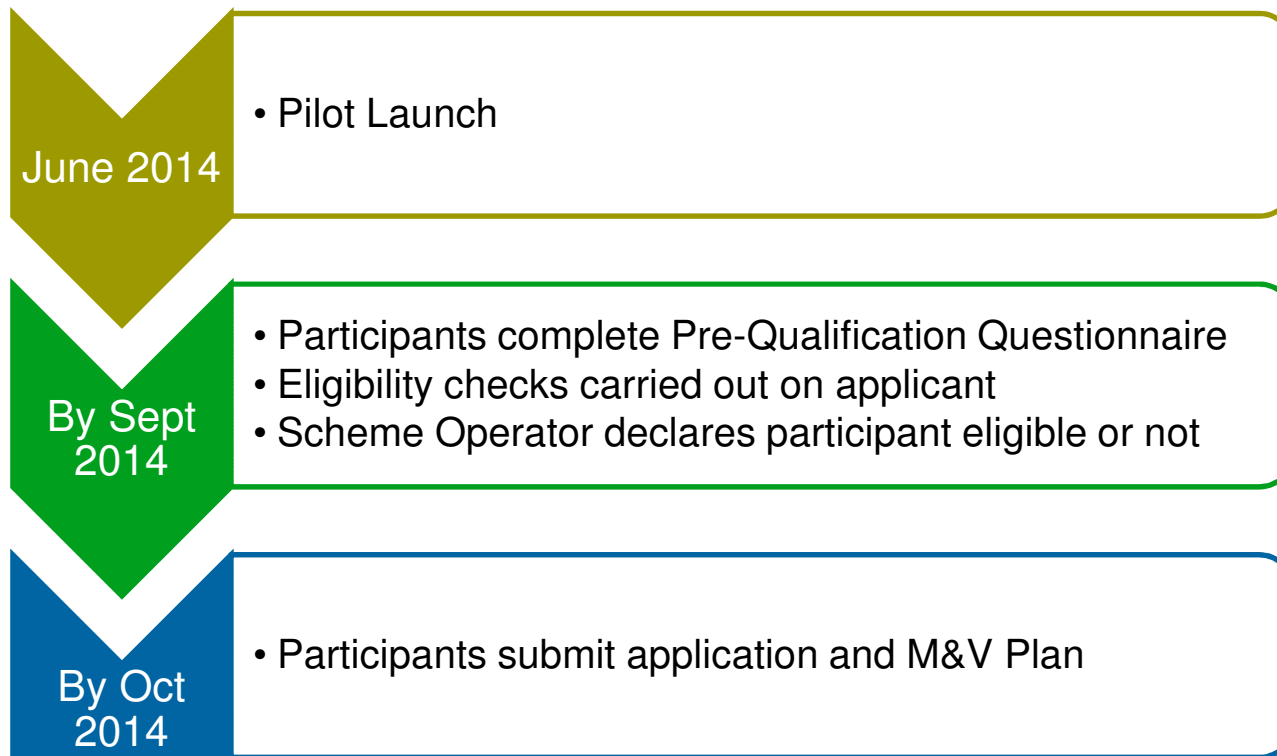 June 2014
• Pilot Launch
By Sept
2014
• Participants complete Pre-Qualification Questionnaire
• Eligibility checks carried out on applicant
• Scheme Operator declares participant eligible or not
By Oct
2014
• Participants submit application and M&V Plan